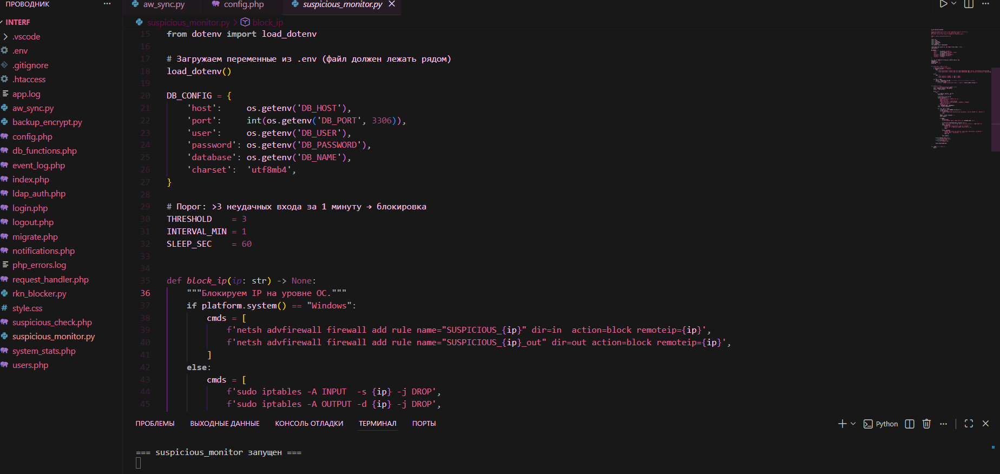 ПРОВОДНИК
···
aw_sync.py
config.php
suspicious_monitor.py
INTERF
.vscode
.env
.gitignore
.htaccess
app.log
aw_sync.py
backup_encrypt.py
config.php
db_functions.php
event_log.php
index.php
ldap_auth.php
login.php
logout.php
migrate.php
notifications.php
php_errors.log
request_handler.php
rkn_blocker.py
style.css
suspicious_check.php
suspicious_monitor.py
system_stats.php
users.php
suspicious_monitor.py > block_ip
15 from dotenv import load_dotenv
16
17 # Загружаем переменные из .env (файл должен лежать рядом)
18 load_dotenv()
19
20 DB_CONFIG = {
21     'host':     os.getenv('DB_HOST'),
22     'port':     int(os.getenv('DB_PORT', 3306)),
23     'user':     os.getenv('DB_USER'),
24     'password': os.getenv('DB_PASSWORD'),
25     'database': os.getenv('DB_NAME'),
26     'charset':  'utf8mb4',
27 }
28
29 # Порог: >3 неудачных входа за 1 минуту → блокировка
30 THRESHOLD    = 3
31 INTERVAL_MIN = 1
32 SLEEP_SEC    = 60
33
34
35 def block_ip(ip: str) -> None:
36     """Блокируем IP на уровне ОС."""
37     if platform.system() == "Windows":
38         cmds = [
39             f'netsh advfirewall firewall add rule name="SUSPICIOUS_{ip}" dir=in  action=block remoteip={ip}',
40             f'netsh advfirewall firewall add rule name="SUSPICIOUS_{ip}_out" dir=out action=block remoteip={ip}',
41         ]
42     else:
43         cmds = [
44             f'sudo iptables -A INPUT  -s {ip} -j DROP',
45             f'sudo iptables -A OUTPUT -d {ip} -j DROP',
ПРОБЛЕМЫ ВЫХОДНЫЕ ДАННЫЕ КОНСОЛЬ ОТЛАДКИ ТЕРМИНАЛ ПОРТЫ
Python
=== suspicious_monitor запущен ===